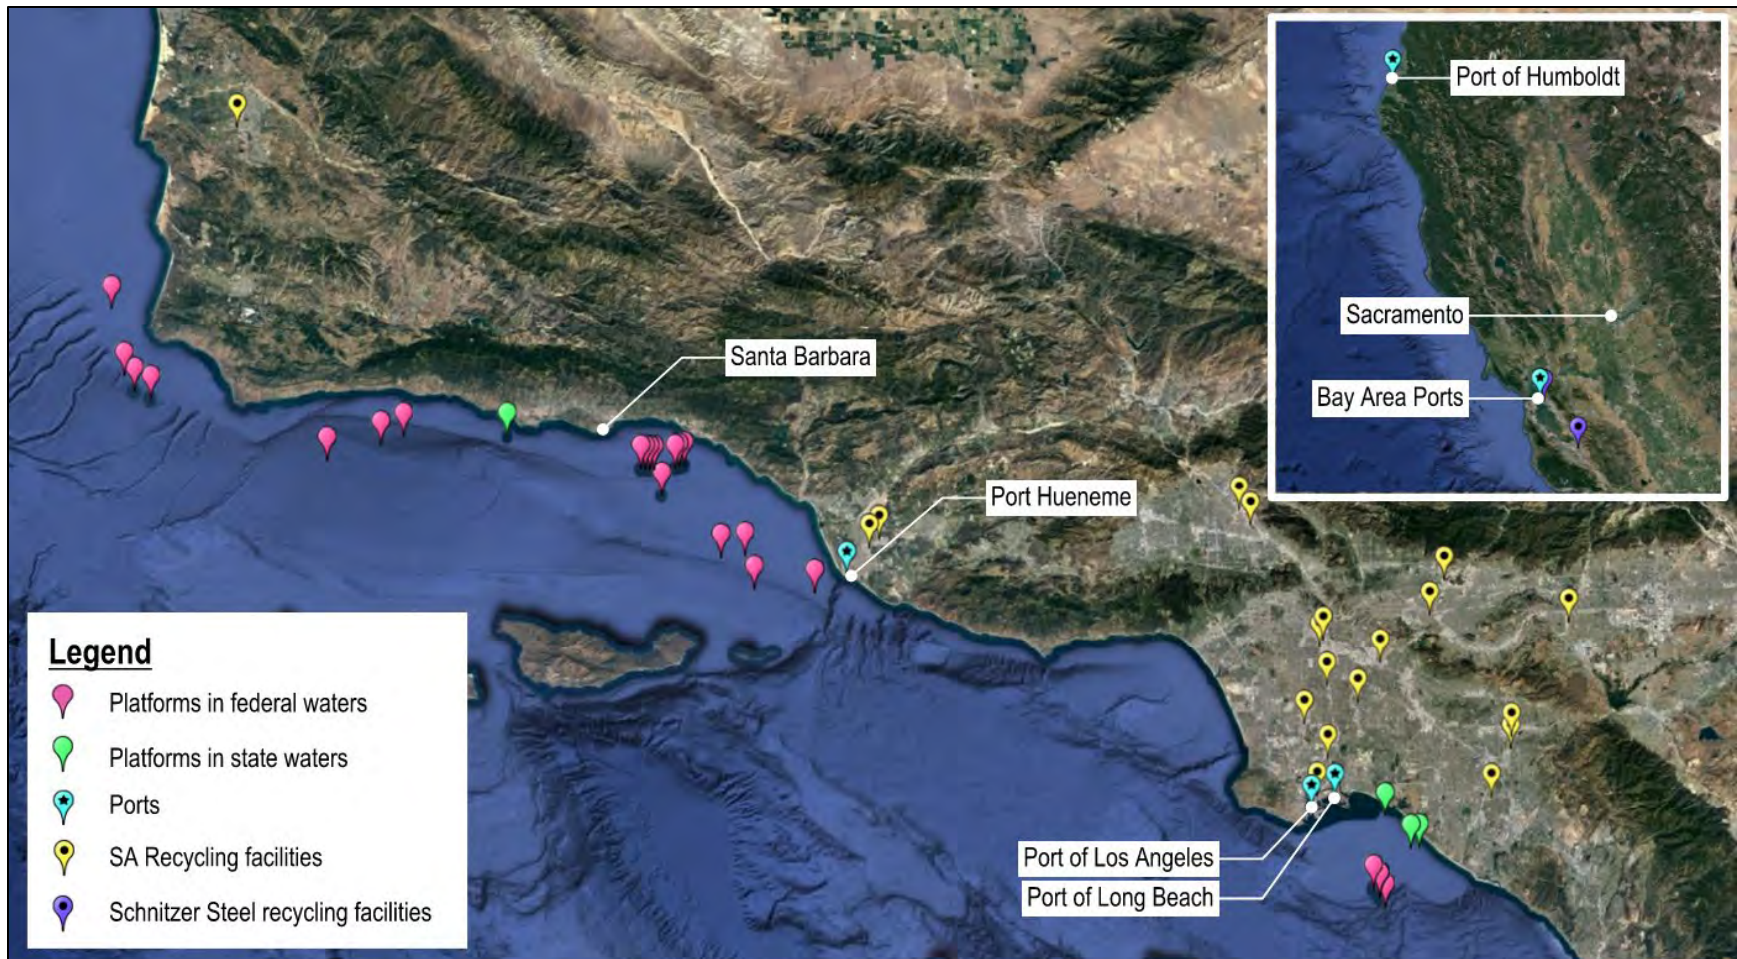 Port of Humboldt
Sacramento
Bay Area Ports
Santa Barbara
Port Hueneme
Port of Los Angeles
Port of Long Beach
Legend
Platforms in federal waters
Platforms in state waters
Ports
SA Recycling facilities
Schnitzer Steel recycling facilities